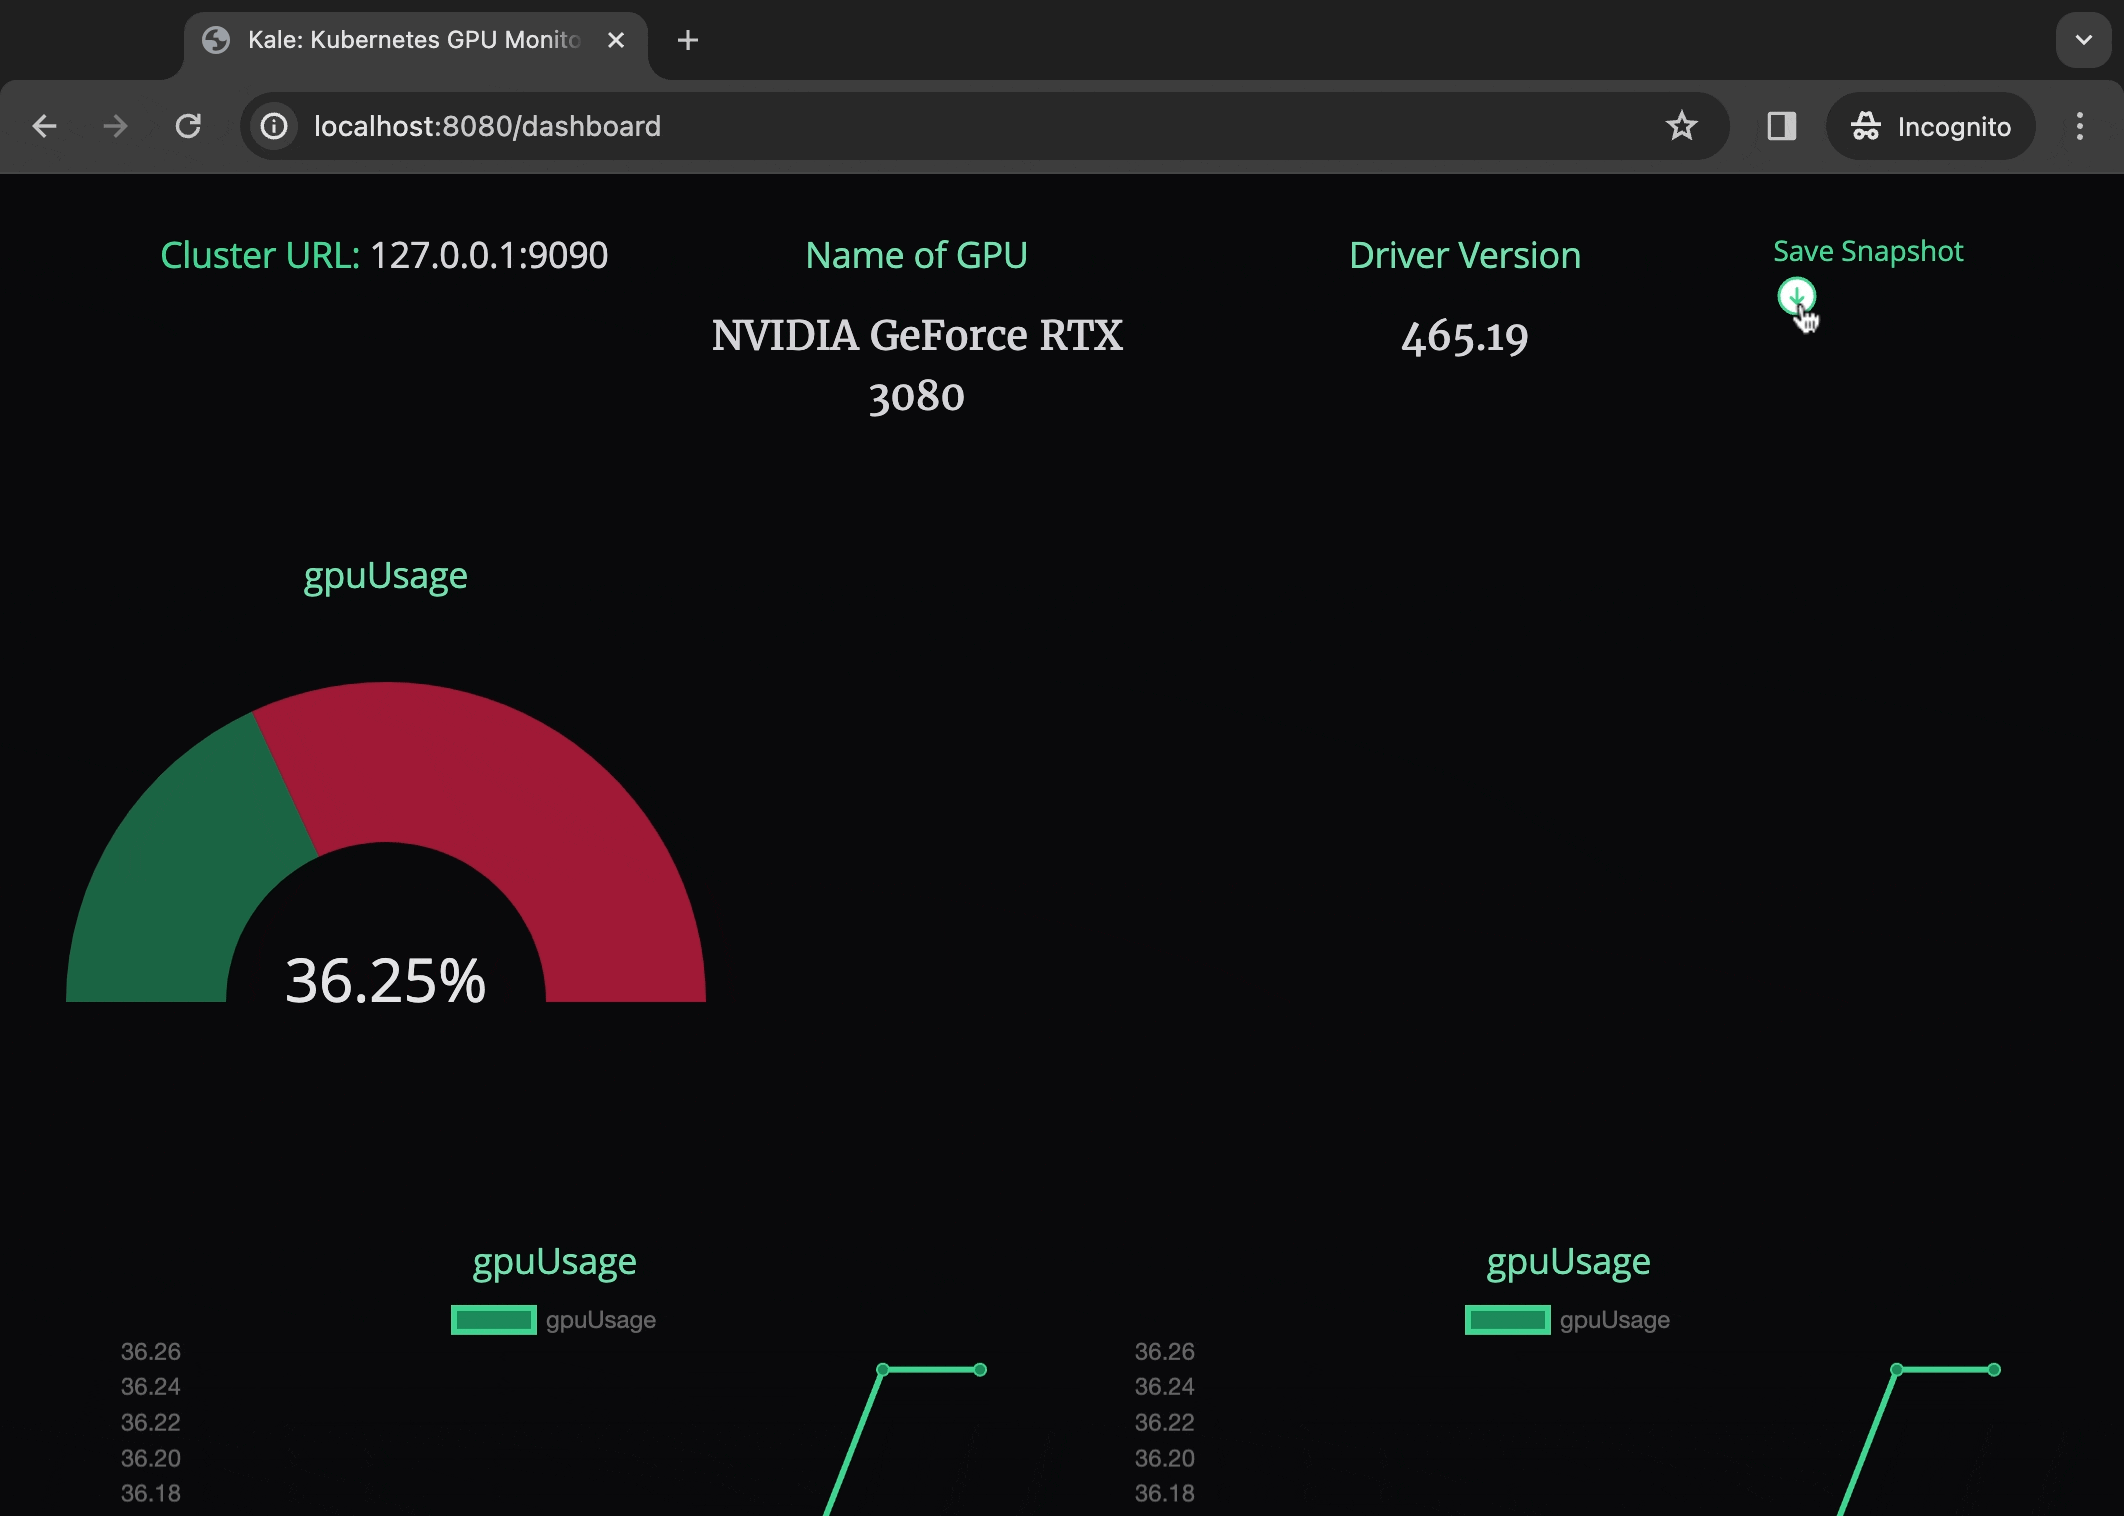 Kale: Kubernetes GPU Monito
localhost:8080/dashboard
Incognito
Cluster URL: 127.0.0.1:9090
Name of GPU
NVIDIA GeForce RTX
3080
Driver Version
465.19
Save Snapshot
gpuUsage
36.25%
gpuUsage
gpuUsage
36.26
36.24
36.22
36.20
36.18
gpuUsage
gpuUsage
36.26
36.24
36.22
36.20
36.18